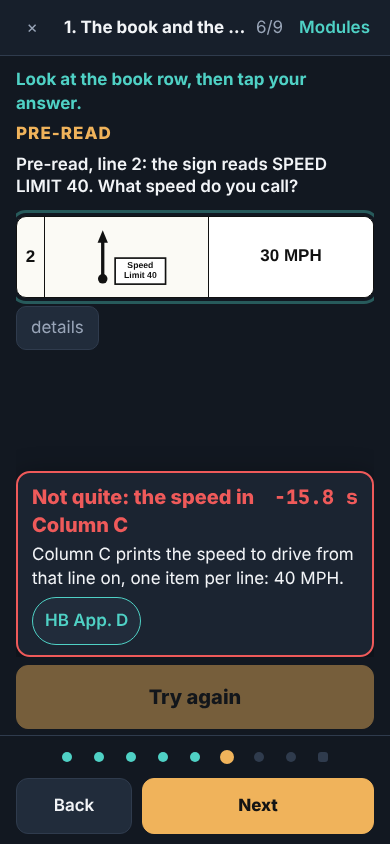 ×
1. The book and the ... 6/9 Modules
Look at the book row, then tap your
answer.
PRE-READ
Pre-read, line 2: the sign reads SPEED
LIMIT 40. What speed do you call?
2
Speed
Limit 40
30 MPH
details
Not quite: the speed in -15.8 s
Column C
Column C prints the speed to drive from
that line on, one item per line: 40 MPH.
HB App. D
Try again
Back Next